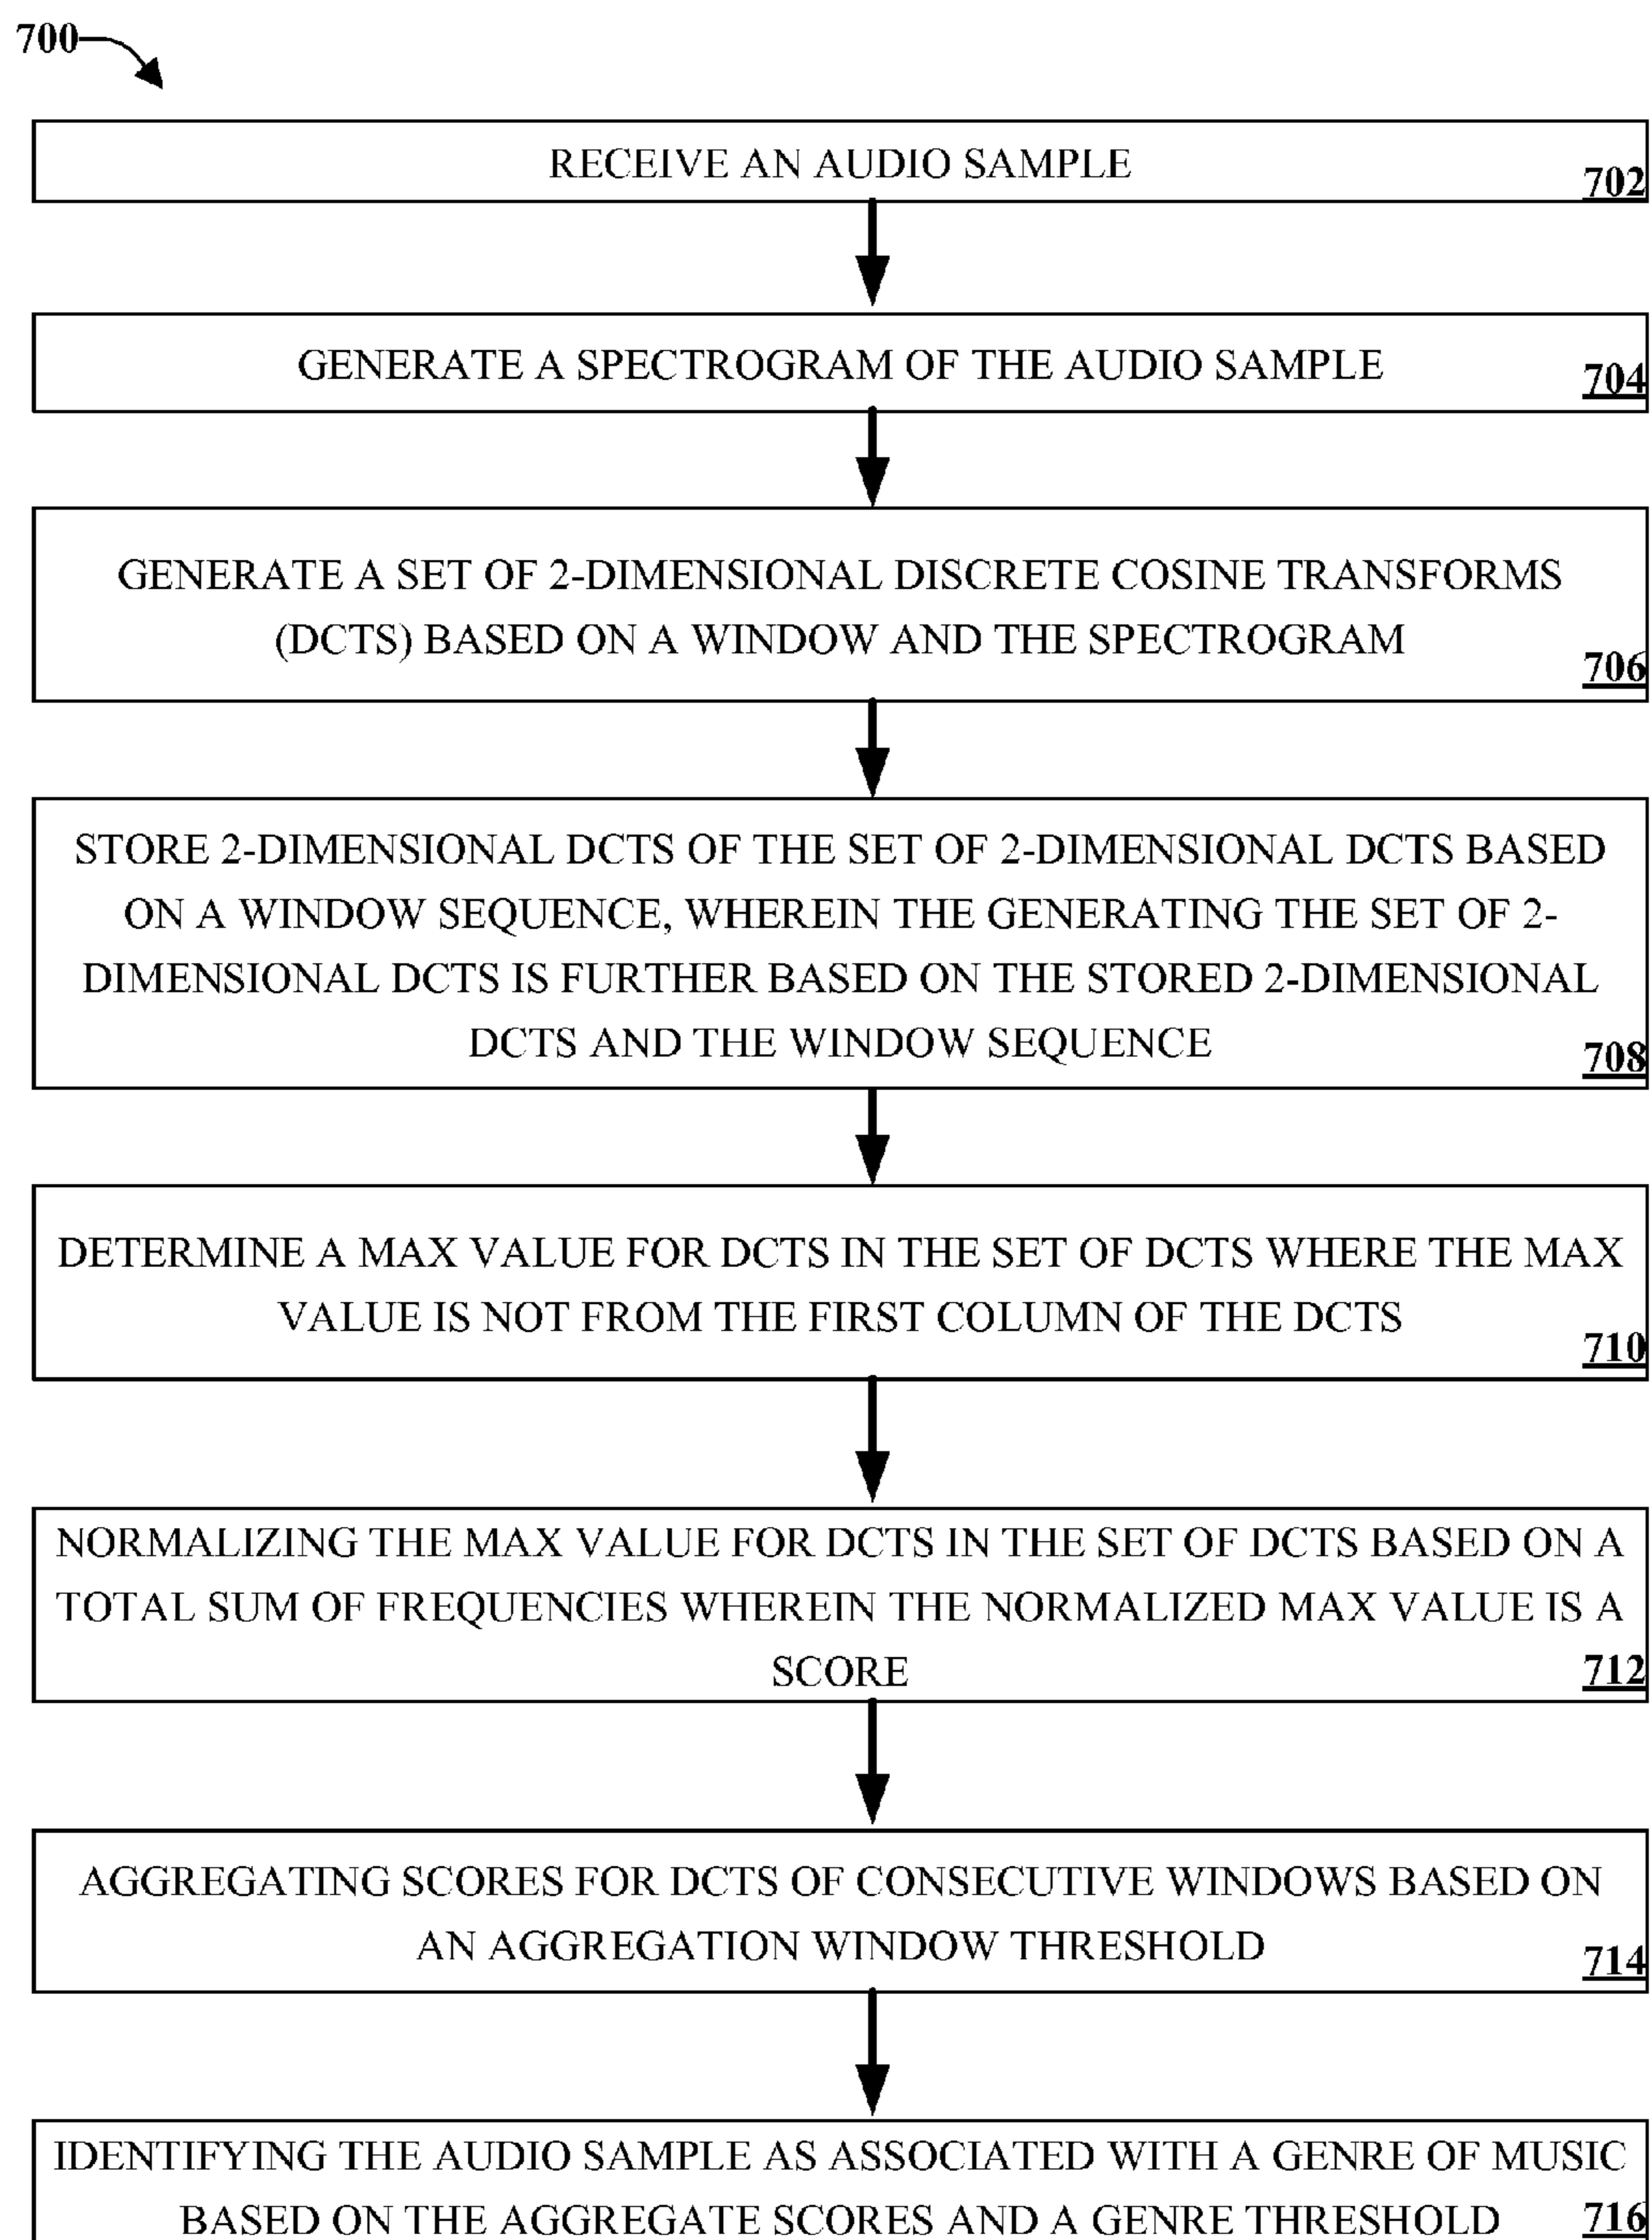 700
RECEIVE AN AUDIO SAMPLE
702
GENERATE A SPECTROGRAM OF THE AUDIO SAMPLE
704
GENERATE A SET OF 2-DIMENSIONAL DISCRETE COSINE TRANSFORMS
(DCTS) BASED ON A WINDOW AND THE SPECTROGRAM
706
STORE 2-DIMENSIONAL DCTS OF THE SET OF 2-DIMENSIONAL DCTS BASED
ON A WINDOW SEQUENCE, WHEREIN THE GENERATING THE SET OF 2-
DIMENSIONAL DCTS IS FURTHER BASED ON THE STORED 2-DIMENSIONAL
DCTS AND THE WINDOW SEQUENCE
708
DETERMINE A MAX VALUE FOR DCTS IN THE SET OF DCTS WHERE THE MAX
VALUE IS NOT FROM THE FIRST COLUMN OF THE DCTS
710
NORMALIZING THE MAX VALUE FOR DCTS IN THE SET OF DCTS BASED ON A
TOTAL SUM OF FREQUENCIES WHEREIN THE NORMALIZED MAX VALUE IS A
SCORE
712
AGGREGATING SCORES FOR DCTS OF CONSECUTIVE WINDOWS BASED ON
AN AGGREGATION WINDOW THRESHOLD
714
IDENTIFYING THE AUDIO SAMPLE AS ASSOCIATED WITH A GENRE OF MUSIC
BASED ON THE AGGREGATE SCORES AND A GENRE THRESHOLD
716